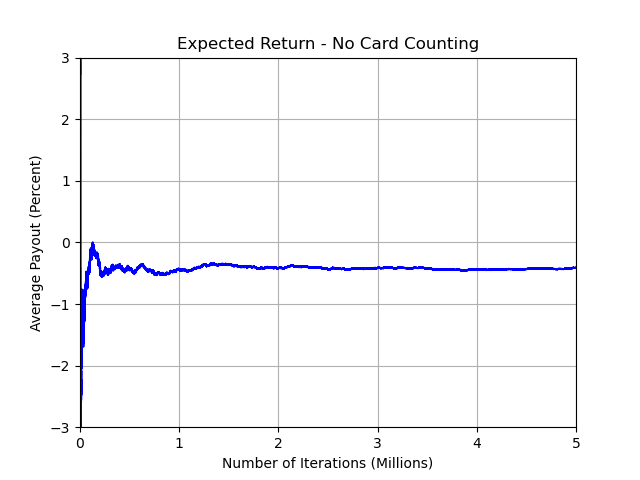 Expected Return - No Card Counting
3
2
1
0
−1
−2
−3
Average Payout (Percent)
0 1 2 3 4 5
Number of Iterations (Millions)